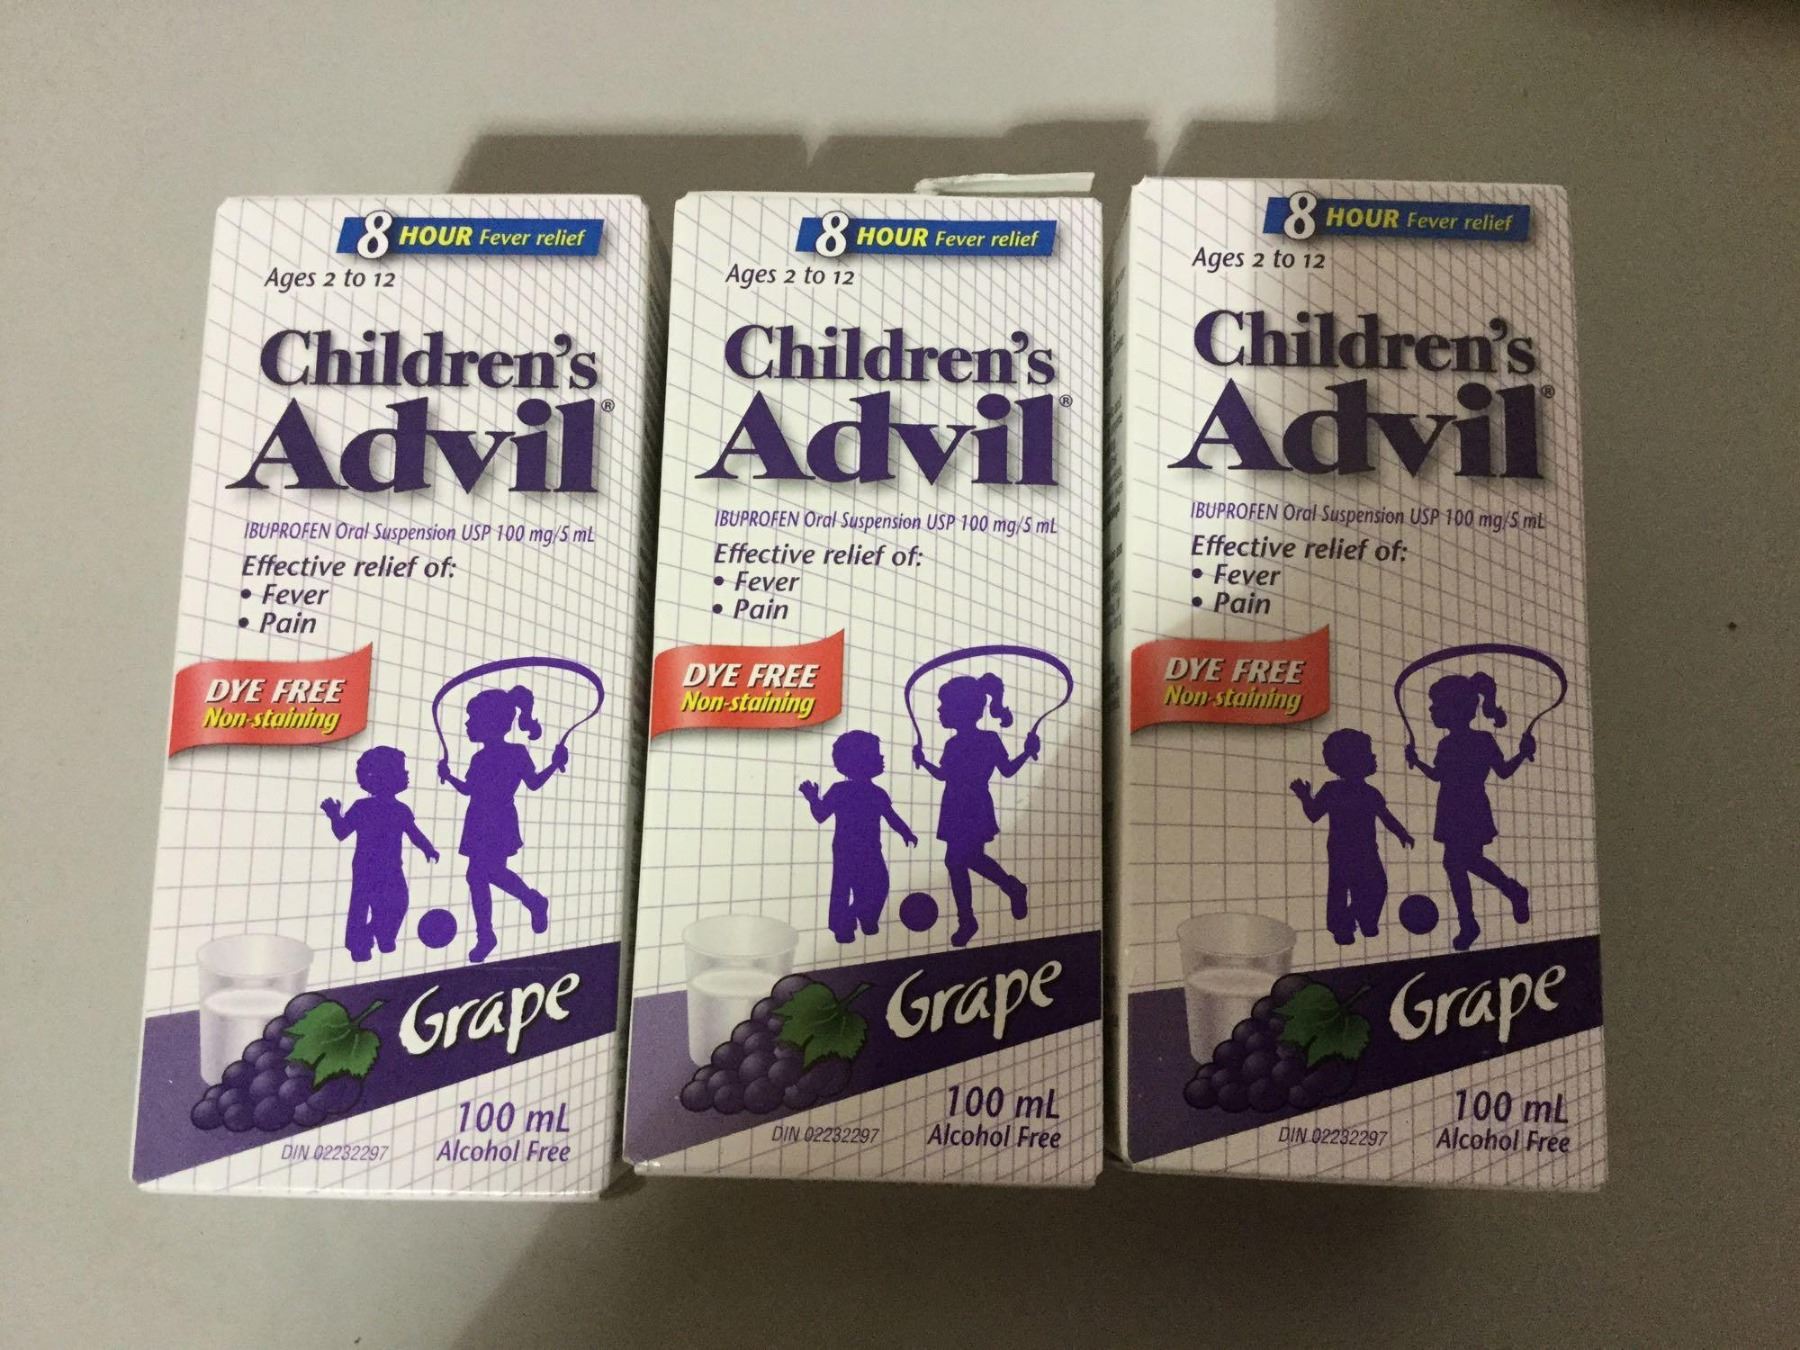 8 HOUR Fever relief
Ages 2 to 12
Children's
Advil®
IBUPROFEN Oral Suspension USP 100 mg/5 mL
Effective relief of:
• Fever
• Pain
DYE FREE
Non-staining
Grape
100 mL
DIN 02232297
Alcohol Free
8 HOUR Fever relief
Ages 2 to 12
Children's
Advil®
IBUPROFEN Oral Suspension USP 100 mg/5 mL
Effective relief of:
• Fever
• Pain
DYE FREE
Non-staining
Grape
100 mL
DIN 02232297
Alcohol Free
8 HOUR Fever relief
Ages 2 to 12
Children's
Advil®
IBUPROFEN Oral Suspension USP 100 mg/5 mL
Effective relief of:
• Fever
• Pain
DYE FREE
Non-staining
Grape
100 mL
DIN 02232297
Alcohol Free